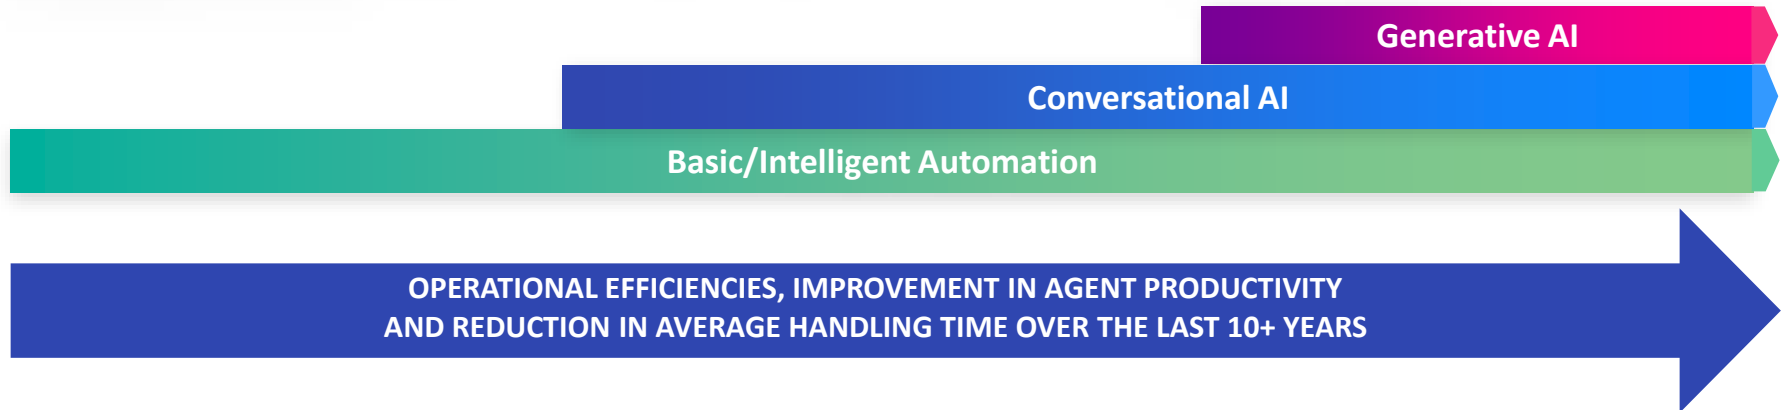 Generative AI
Conversational AI
Basic/Intelligent Automation
OPERATIONAL EFFICIENCIES, IMPROVEMENT IN AGENT PRODUCTIVITY
AND REDUCTION IN AVERAGE HANDLING TIME OVER THE LAST 10+ YEARS